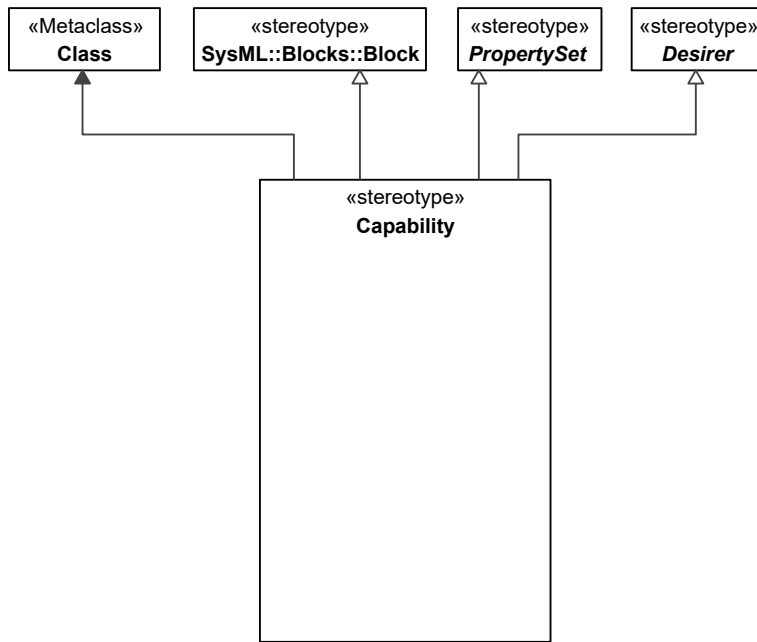 «Metaclass»
Class
«stereotype»
SysML::Blocks::Block
«stereotype»
PropertySet
«stereotype»
Desirer
«stereotype»
Capability